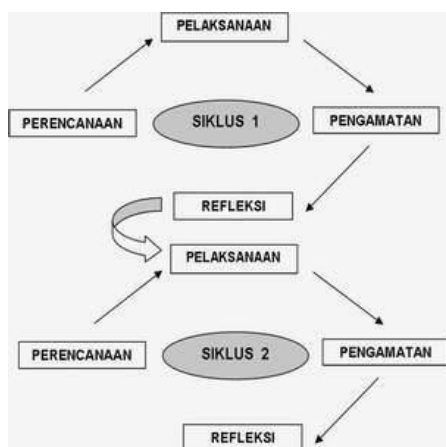 PELAKSANAAN
PERENCANAAN
SIKLUS 1
PENGAMATAN
REFLEKSI
PELAKSANAAN
PERENCANAAN
SIKLUS 2
PENGAMATAN
REFLEKSI